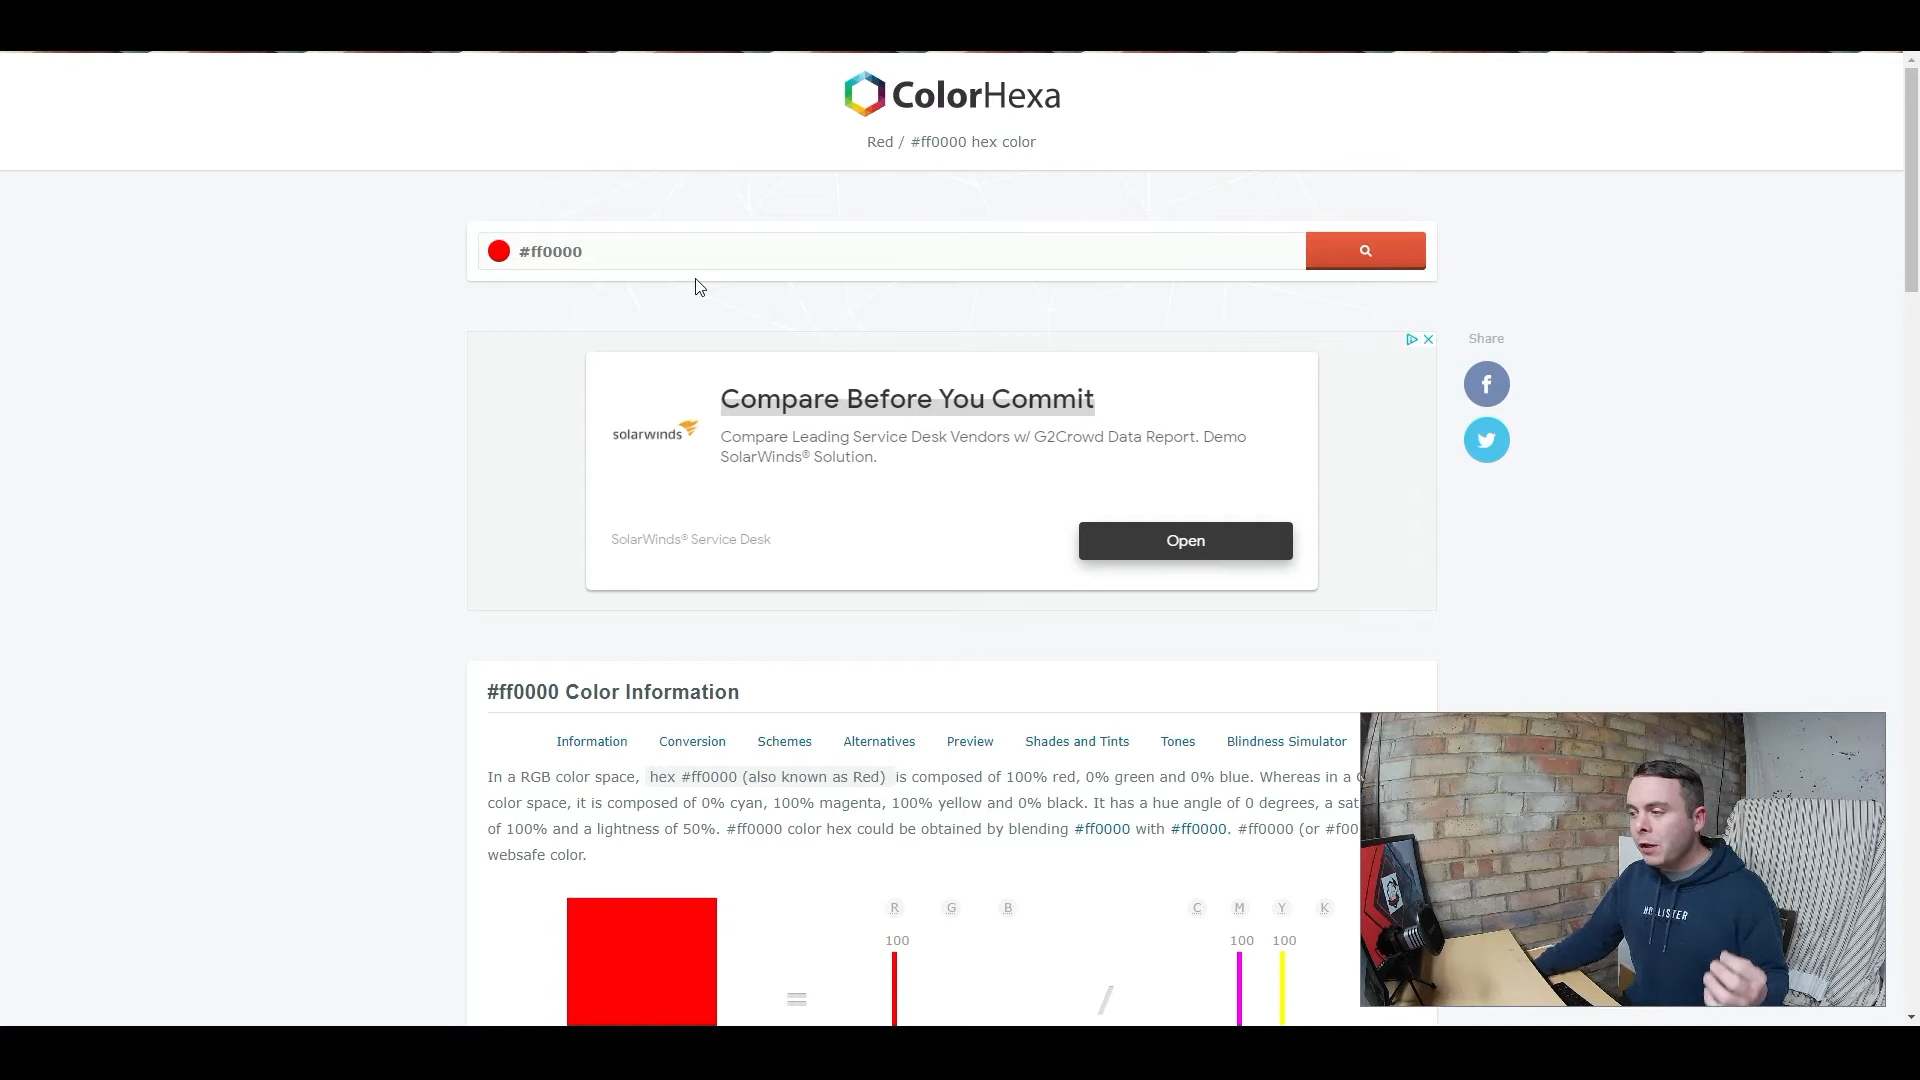 ColorHexa
Red / #ff0000 hex color
#ff0000
Compare Before You Commit
solarwinds
Compare Leading Service Desk Vendors w/ G2Crowd Data Report. Demo
SolarWinds® Solution.
SolarWinds® Service Desk
Open
Share
#ff0000 Color Information
Information Conversion Schemes Alternatives Preview Shades and Tints Tones Blindness Simulator
In a RGB color space, hex #ff0000 (also known as Red) is composed of 100% red, 0% green and 0% blue. Whereas in a
color space, it is composed of 0% cyan, 100% magenta, 100% yellow and 0% black. It has a hue angle of 0 degrees, a sat
of 100% and a lightness of 50%. #ff0000 color hex could be obtained by blending #ff0000 with #ff0000. #ff0000 (or #f00
websafe color.
R G B C M Y K
100 100 100
= /
HOLLISTER